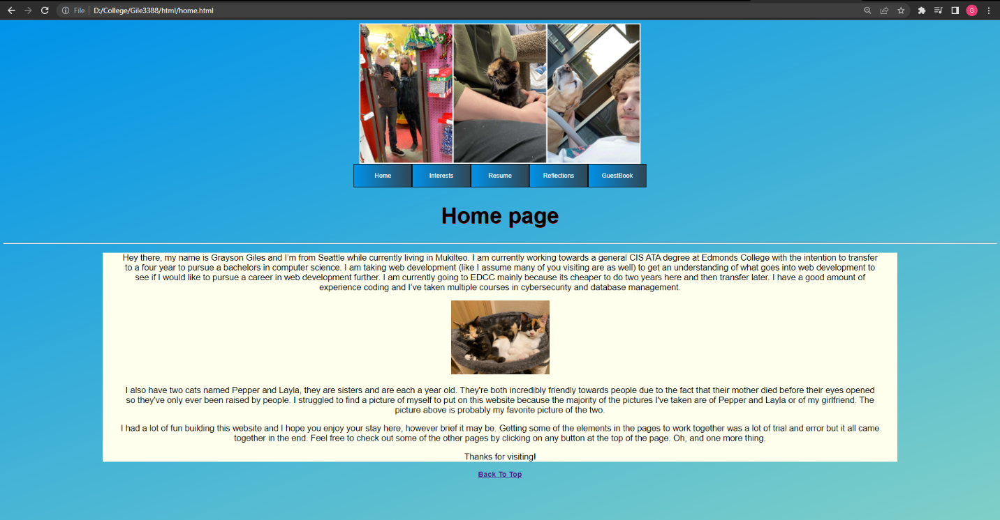 File | D:/College/Gile3388/html/home.html
G
Home Interests Resume Reflections GuestBook
Home page
Hey there, my name is Grayson Giles and I'm from Seattle while currently living in Mukilteo. I am currently working towards a general CIS ATA degree at Edmonds College with the intention to transfer
to a four year to pursue a bachelors in computer science. I am taking web development (like I assume many of you visiting are as well) to get an understanding of what goes into web development to
see if I would like to pursue a career in web development further. I am currently going to EDCC mainly because its cheaper to do two years here and then transfer later. I have a good amount of
experience coding and I've taken multiple courses in cybersecurity and database management.
I also have two cats named Pepper and Layla, they are sisters and are each a year old. They're both incredibly friendly towards people due to the fact that their mother died before their eyes opened
so they've only ever been raised by people. I struggled to find a picture of myself to put on this website because the majority of the pictures I've taken are of Pepper and Layla or of my girlfriend. The
picture above is probably my favorite picture of the two.
I had a lot of fun building this website and I hope you enjoy your stay here, however brief it may be. Getting some of the elements in the pages to work together was a lot of trial and error but it all came
together in the end. Feel free to check out some of the other pages by clicking on any button at the top of the page. Oh, and one more thing.
Thanks for visiting!
Back To Top